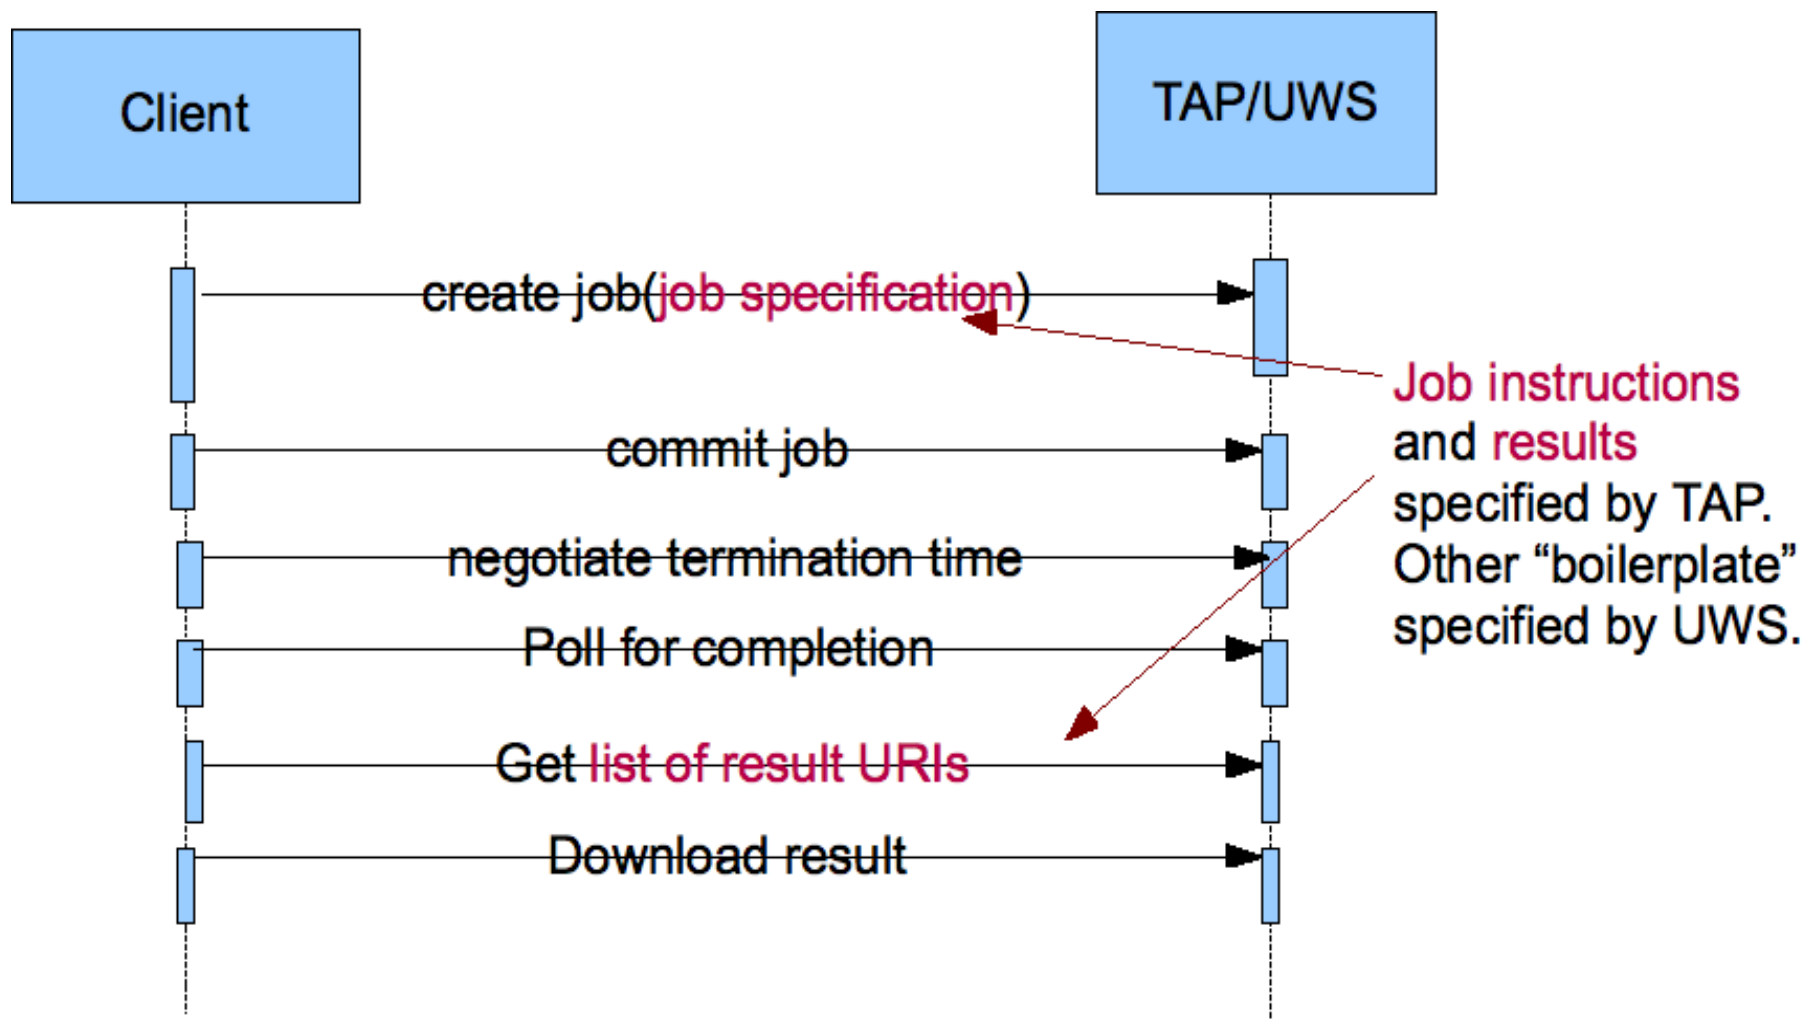 Client
TAP/UWS
create job(job specification)
Job instructions
and results
specified by TAP.
Other “boilerplate”
specified by UWS.
commit job
negotiate termination time
Poll for completion
Get list of result URIs
Download result